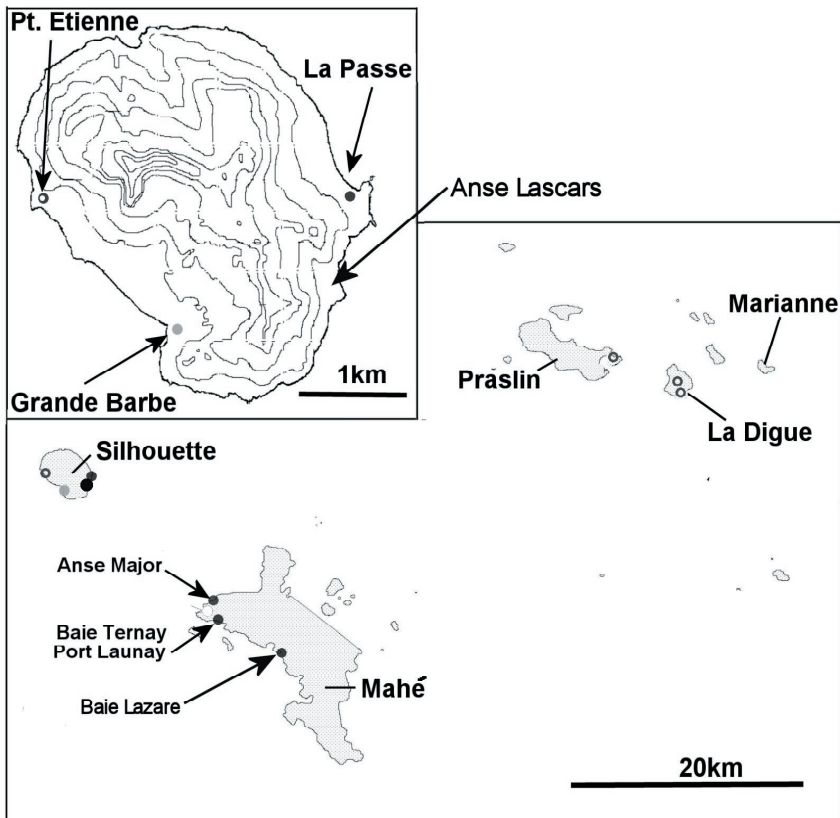 Pt. Etienne
La Passe
Anse Lascars
1km
Grande Barbe
Marianne
Praslin
La Digue
Silhouette
Anse Major
Baie Ternay
Port Launay
Baie Lazare
Mahé
20km